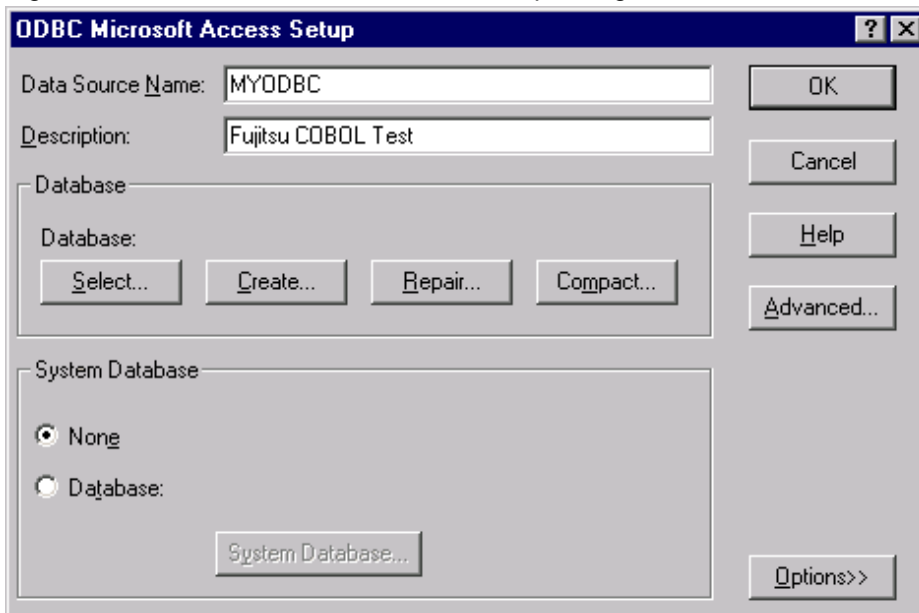 ODBC Microsoft Access Setup
Data Source Name: MYODBC
OK
Description: Fujitsu COBOL Test
Cancel
Database
Database:
Help
Select... Create... Repair... Compact...
Advanced...
System Database
None
Database:
System Database...
Options>>